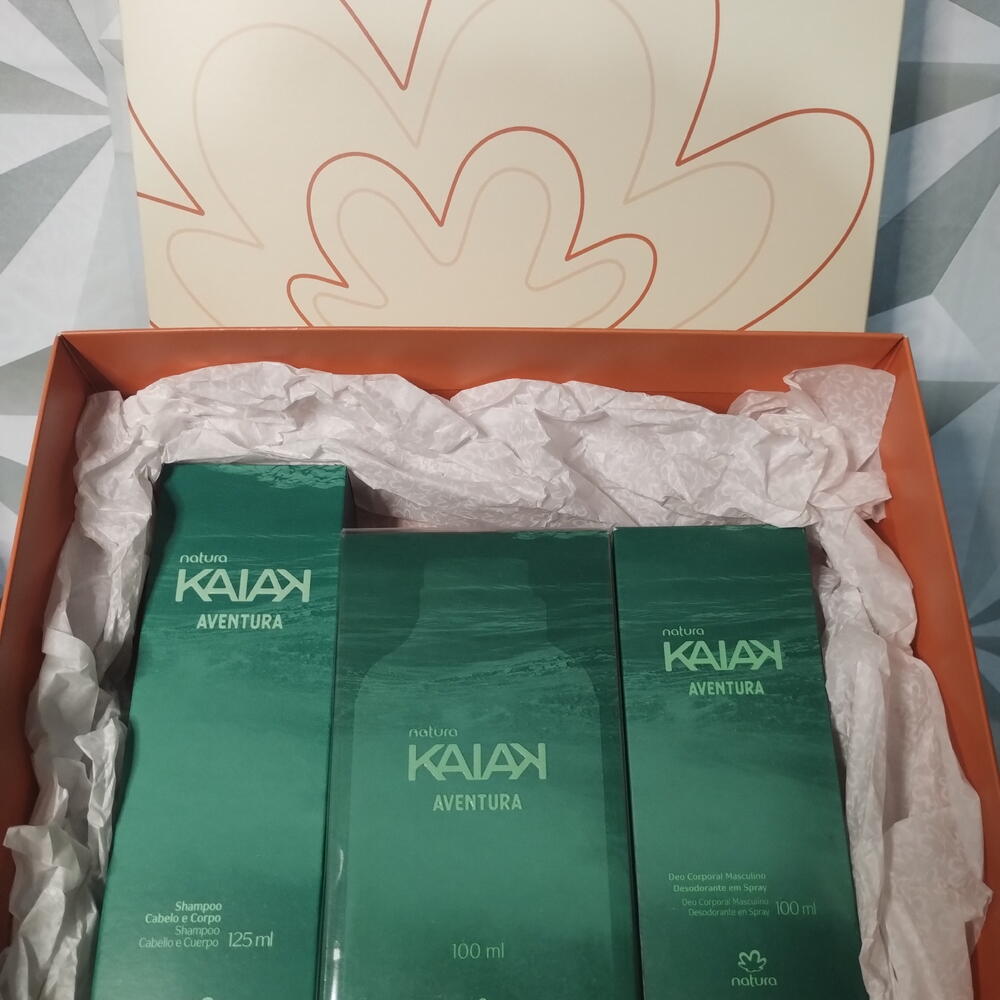 natura
KAIAK
AVENTURA
Shampoo
Cabelo e Corpo
Shampoo
Cabello e Cuerpo 125 ml
natura
KAIAK
AVENTURA
100 ml
natura
KAIAK
AVENTURA
Deo Corporal Masculino
Desodorante em Spray
Deo Corporal Masculino
Desodorante en Spray 100 ml
natura